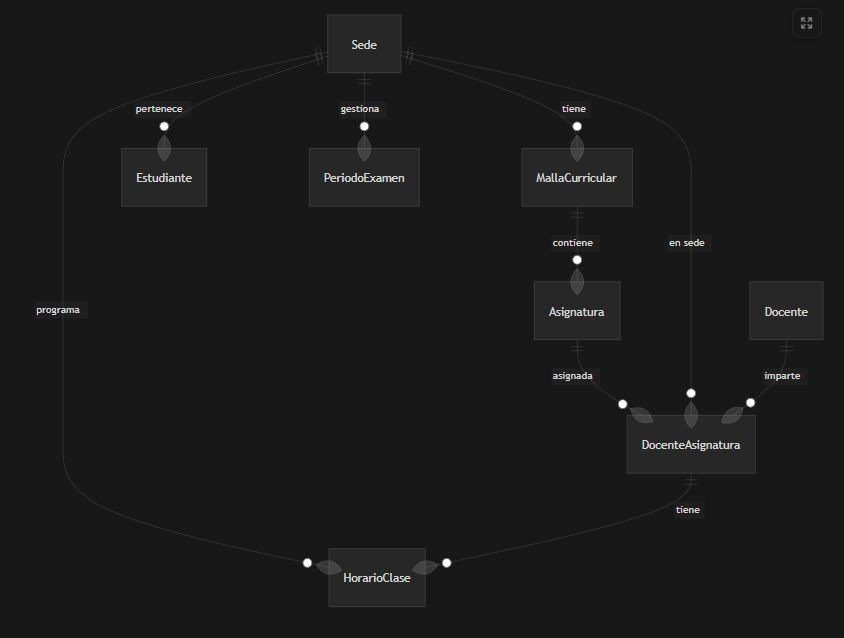 Sede
pertenece
gestiona
tiene
Estudiante
PeriodoExamen
MallaCurricular
contiene
en sede
programa
Asignatura
Docente
asignada
imparte
DocenteAsignatura
tiene
HorarioClase